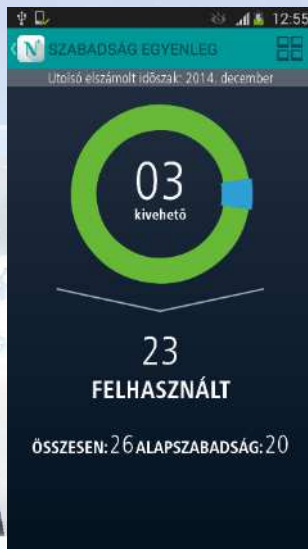 12:55
N SZABADSÁG EGYENLEG
Utolsó elszámolt időszak: 2014. december
03
kivehető
23
FELHASZNÁLT
ÖSSZESEN: 26 ALAPSZABADSÁG: 20